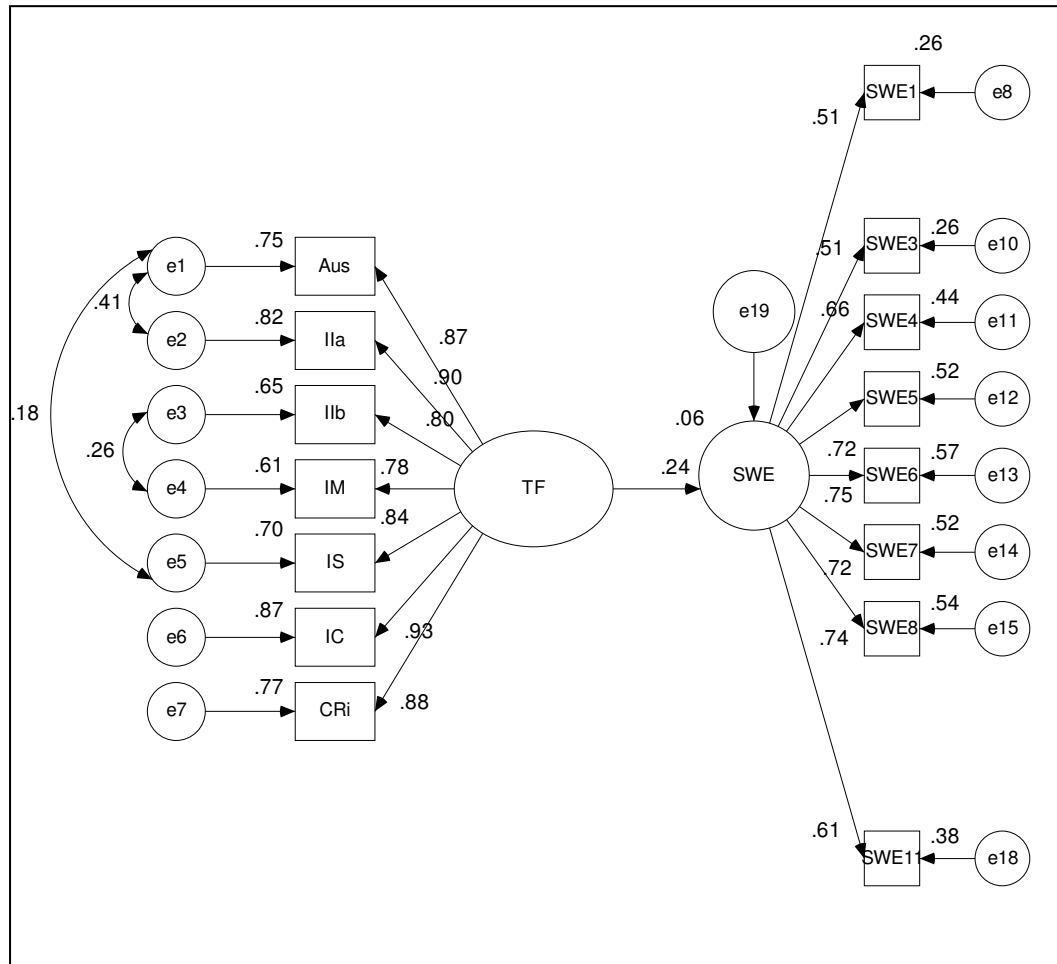 .26
SWE1
e8
.51
e1
.75
Aus
.51
SWE3
.26
e10
.41
e2
.82
IIa
.87
e19
.66
SWE4
.44
e11
.18
e3
.65
IIb
.90
.80
.06
SWE5
.52
e12
.26
e4
.61
IM
.78
TF
.24
SWE
.72
SWE6
.57
e13
.75
e5
.70
IS
.84
SWE7
.52
e14
.72
e6
.87
IC
.93
SWE8
.54
e15
.74
e7
.77
CRi
.88
.61
SWE11
.38
e18